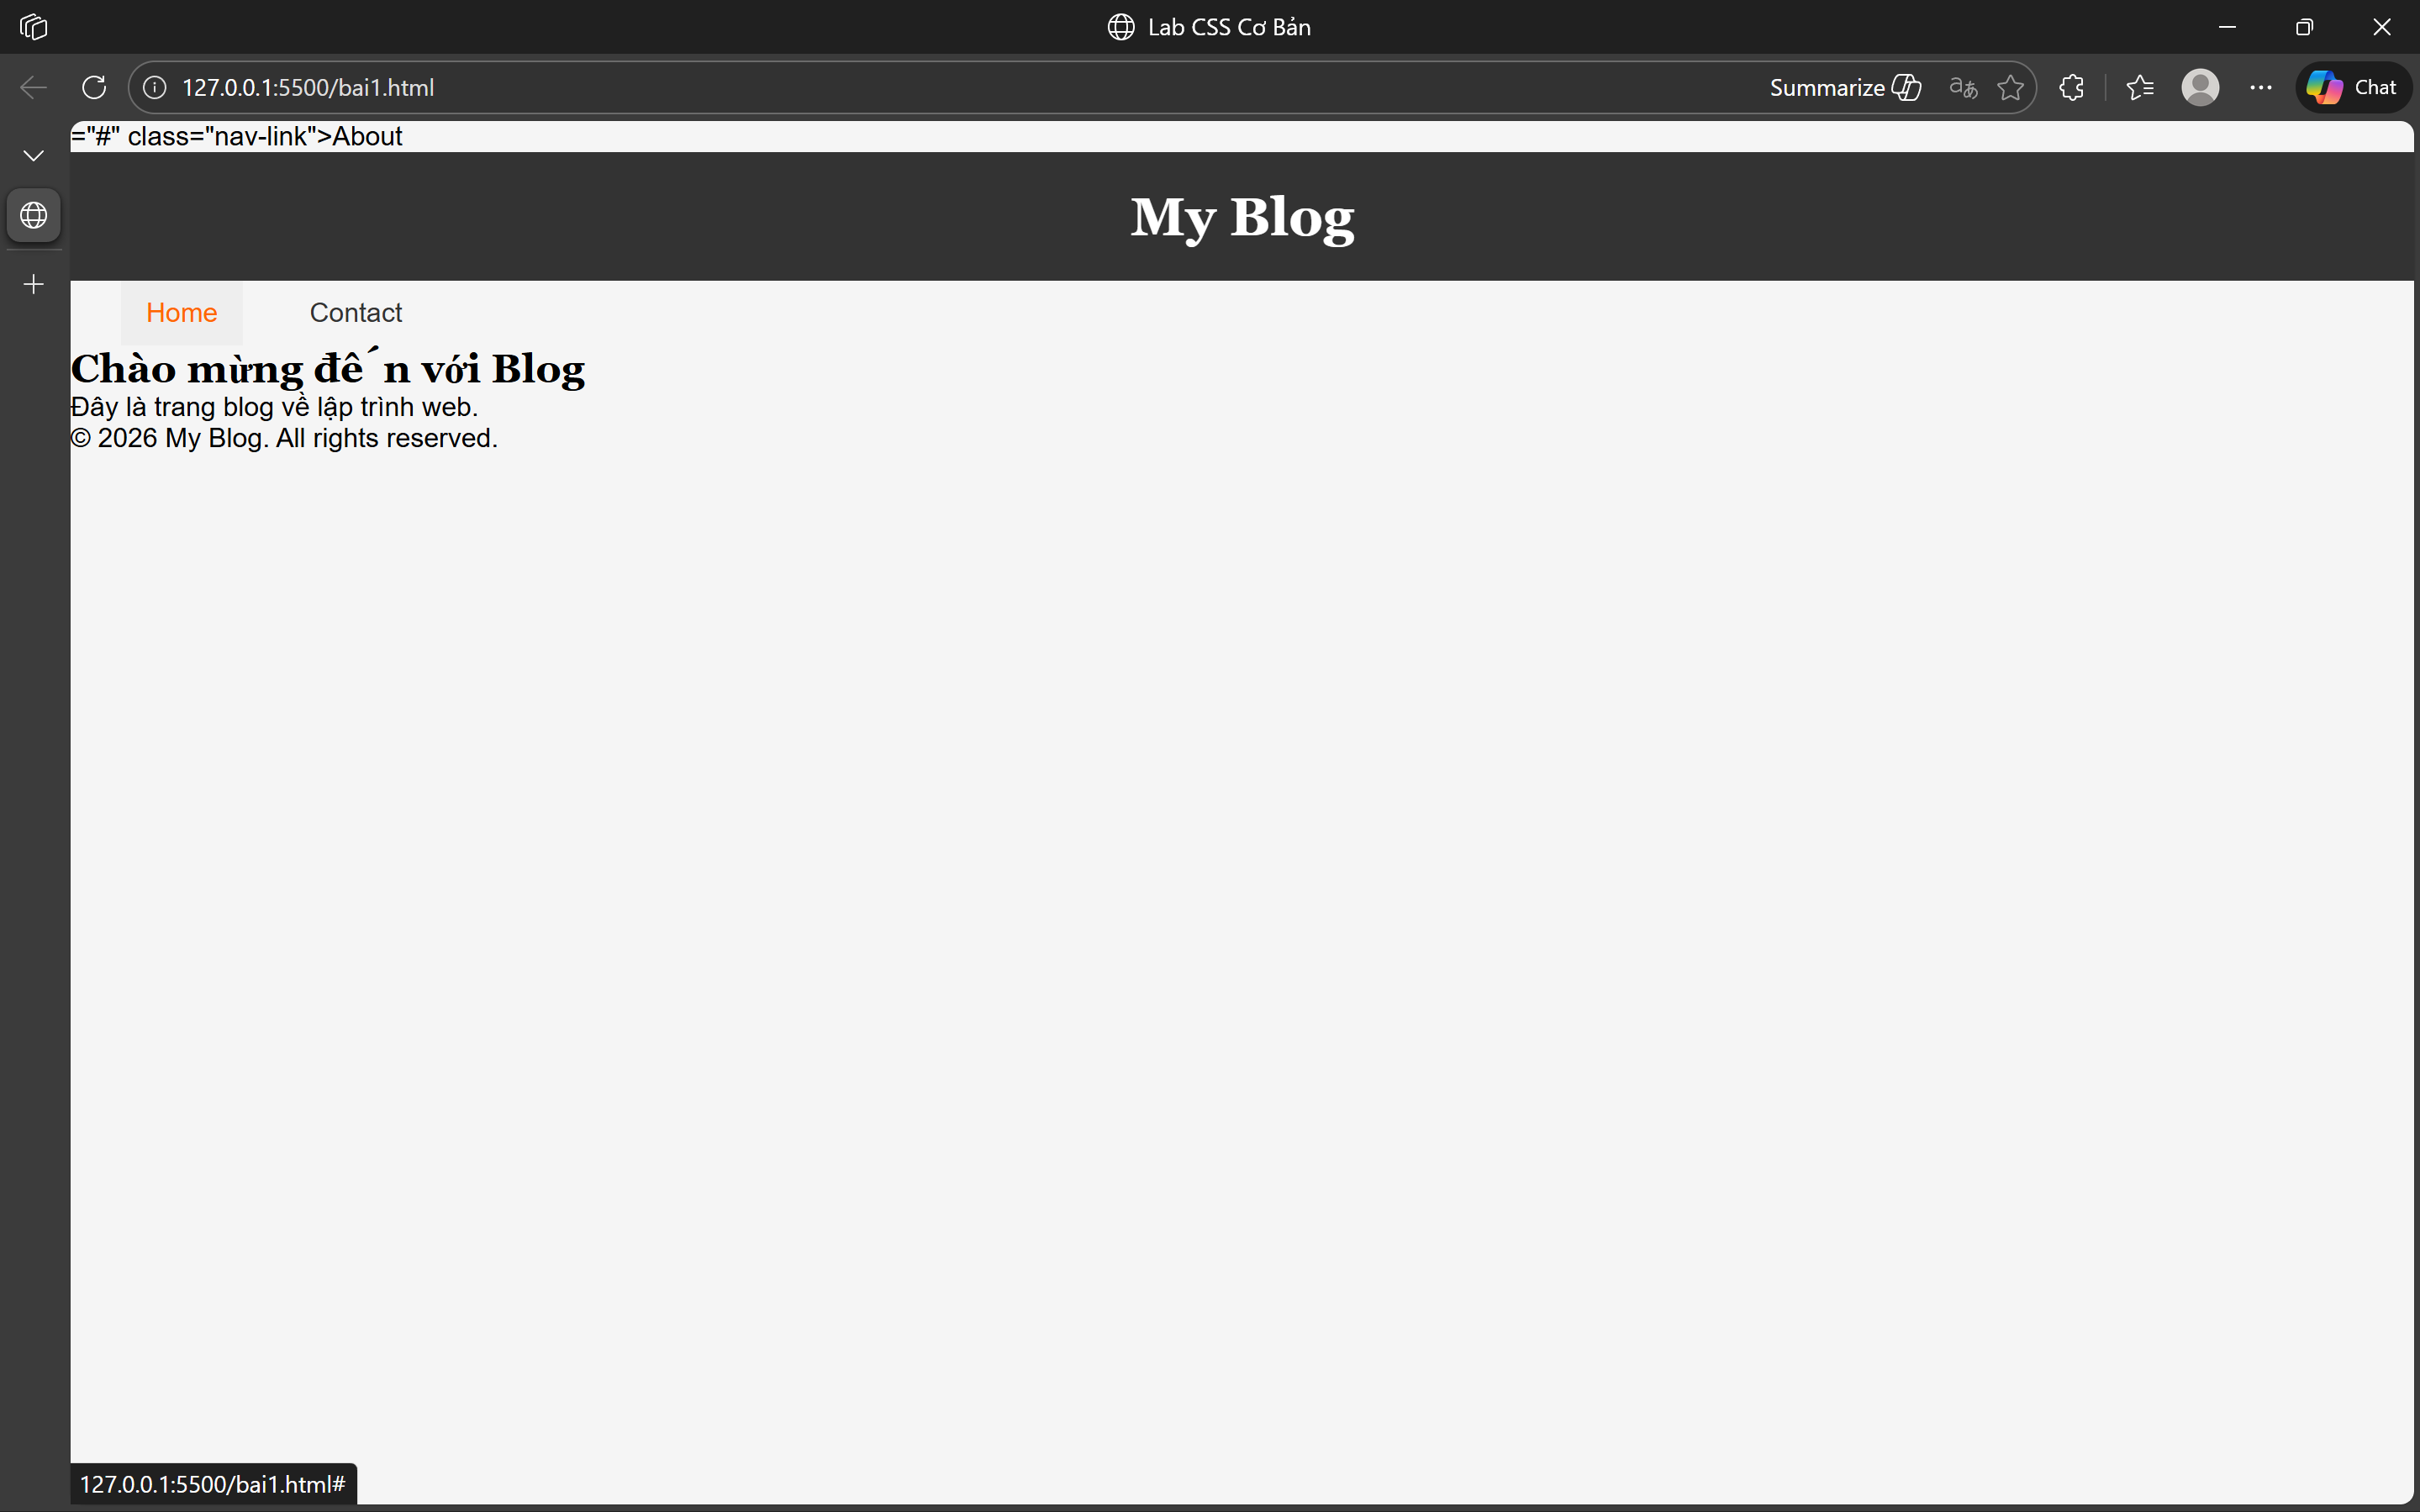 Lab CSS Cơ Bản
127.0.0.1:5500/bai1.html
Summarize
aあ
Chat
="#" class="nav-link">About
My Blog
Home Contact
Chào mừng đến với Blog
Đây là trang blog về lập trình web.
© 2026 My Blog. All rights reserved.
127.0.0.1:5500/bai1.html#